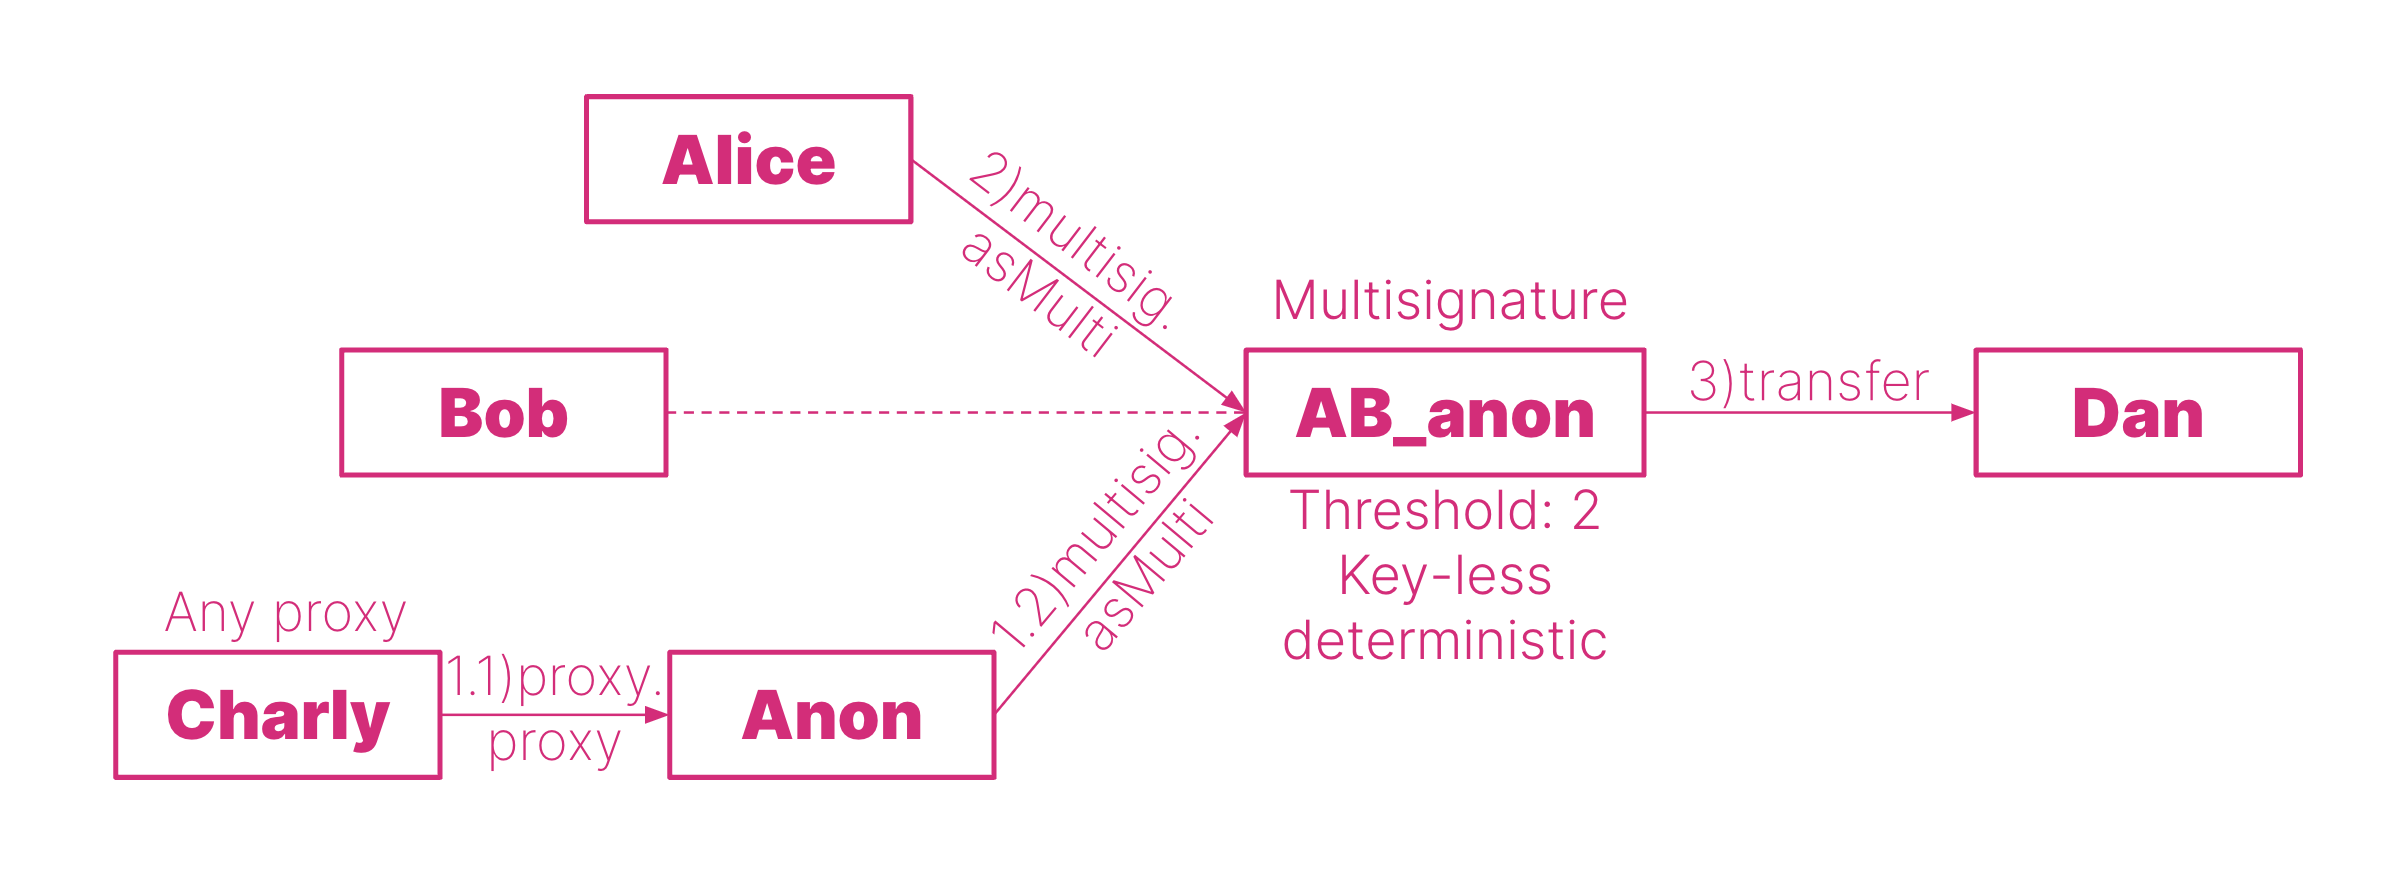 Alice
2)multisig.
asMulti
Multisignature
Bob
AB_anon
3)transfer
Dan
Threshold: 2
Key-less
deterministic
1.2)multisig.
asMulti
Any proxy
Charly
1.1)proxy.
proxy
Anon